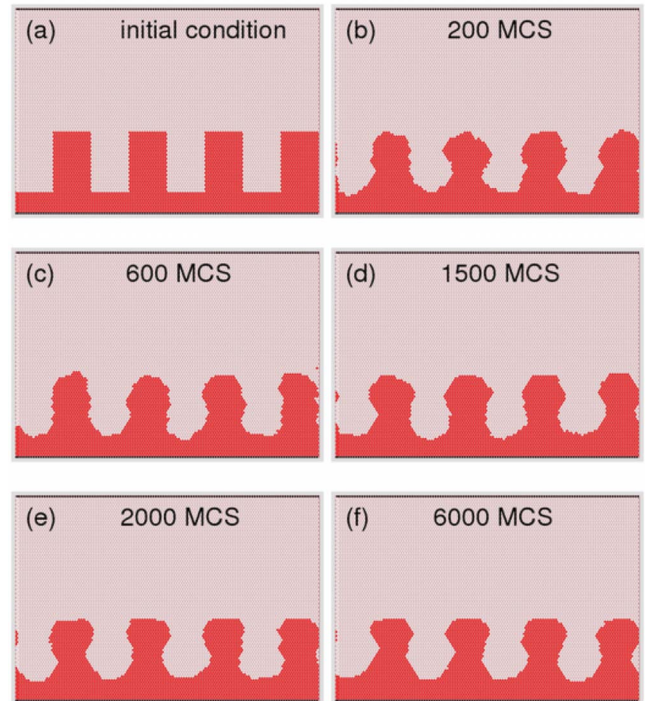 (a) initial condition
(b) 200 MCS
(c) 600 MCS
(d) 1500 MCS
(e) 2000 MCS
(f) 6000 MCS